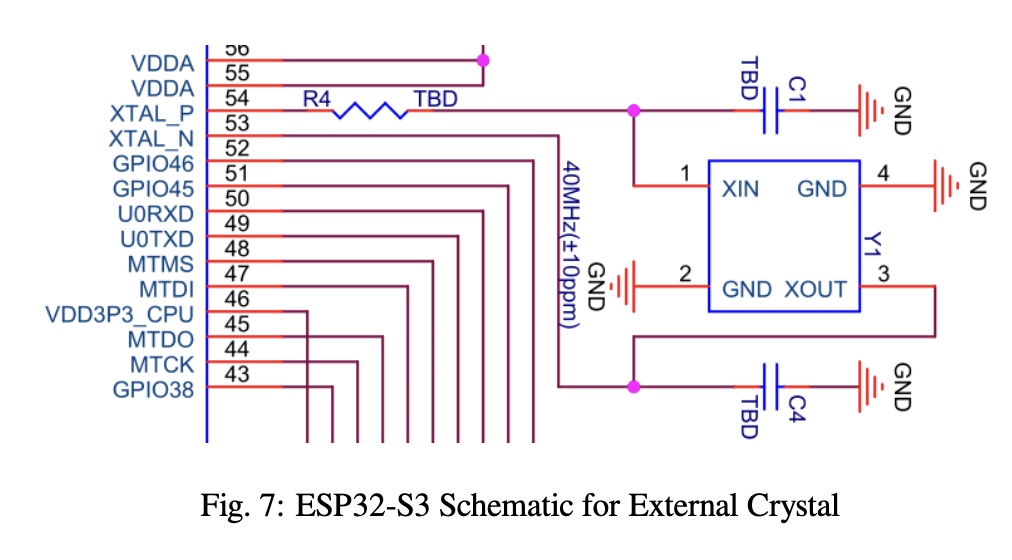 56
VDDA
55
VDDA
54
XTAL_P
R4
TBD
53
XTAL_N
52
GPIO46
51
GPIO45
50
U0RXD
49
U0TXD
48
MTMS
47
MTDI
46
VDD3P3_CPU
45
MTDO
44
MTCK
43
GPIO38
TBD
C1
GND
40MHz(±10ppm)
1
XIN
GND
4
GND
Y1
GND
2
GND
XOUT
3
TBD
C4
GND
Fig. 7: ESP32-S3 Schematic for External Crystal